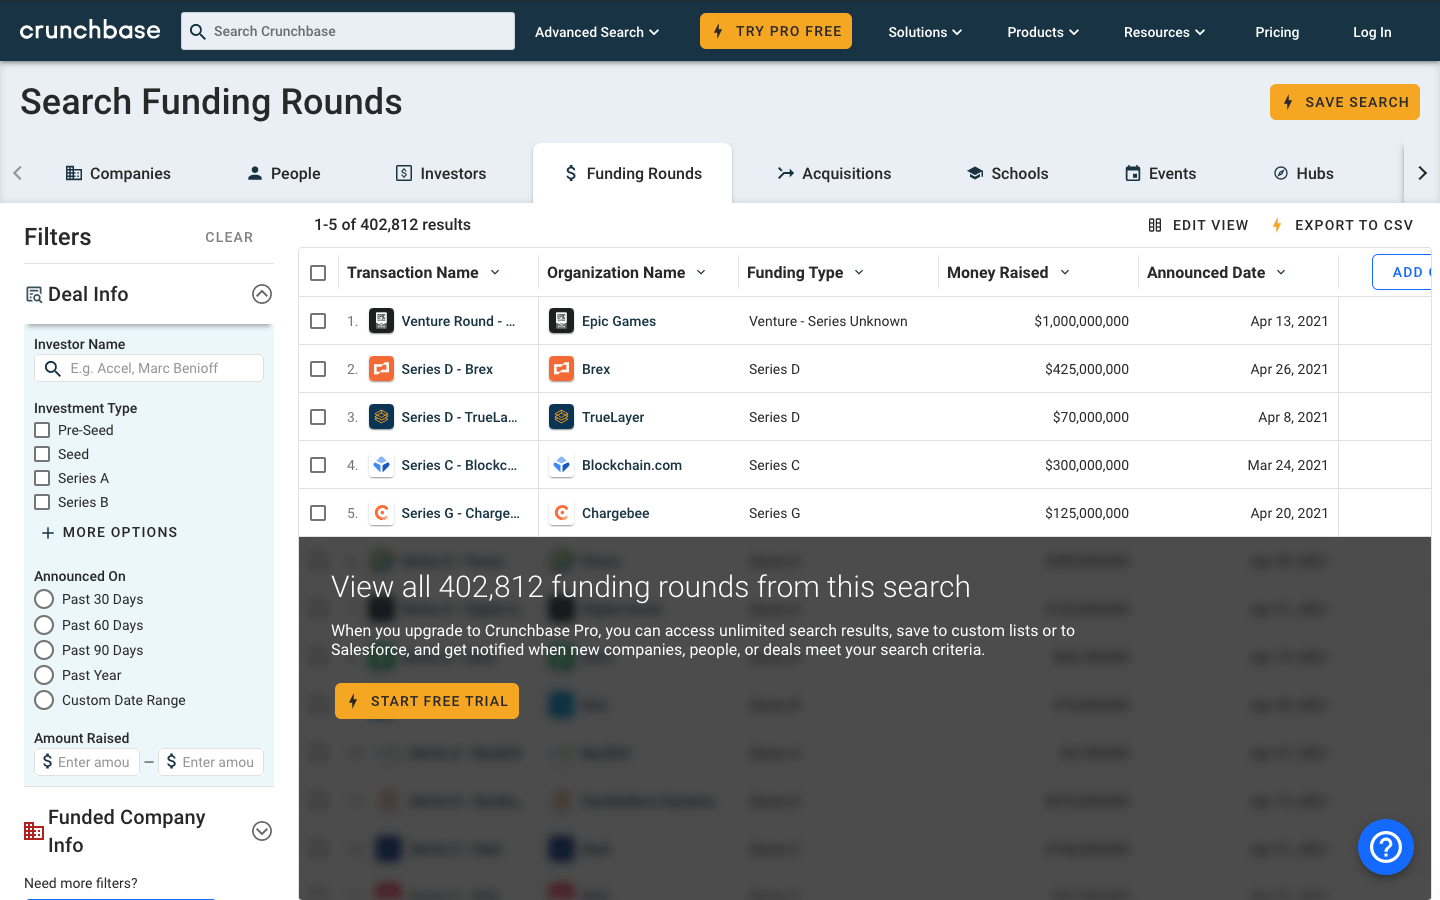 crunchbase
Search Crunchbase
Advanced Search
TRY PRO FREE
Solutions
Products
Resources
Pricing
Log In
Search Funding Rounds
SAVE SEARCH
Companies
People
Investors
Funding Rounds
Acquisitions
Schools
Events
Hubs
Filters
CLEAR
Deal Info
Investor Name
E.g. Accel, Marc Benioff
Investment Type
Pre-Seed
Seed
Series A
Series B
+ MORE OPTIONS
Announced On
Past 30 Days
Past 60 Days
Past 90 Days
Past Year
Custom Date Range
Amount Raised
$ Enter amou – $ Enter amou
Funded Company
Info
Need more filters?
1-5 of 402,812 results
EDIT VIEW
EXPORT TO CSV
Transaction Name Organization Name Funding Type Money Raised Announced Date ADD
1. Venture Round - ... Epic Games Venture - Series Unknown $1,000,000,000 Apr 13, 2021
2. Series D - Brex Brex Series D $425,000,000 Apr 26, 2021
3. Series D - TrueLa... TrueLayer Series D $70,000,000 Apr 8, 2021
4. Series C - Blockc... Blockchain.com Series C $300,000,000 Mar 24, 2021
5. Series G - Charge... Chargebee Series G $125,000,000 Apr 20, 2021
View all 402,812 funding rounds from this search
When you upgrade to Crunchbase Pro, you can access unlimited search results, save to custom lists or to
Salesforce, and get notified when new companies, people, or deals meet your search criteria.
START FREE TRIAL